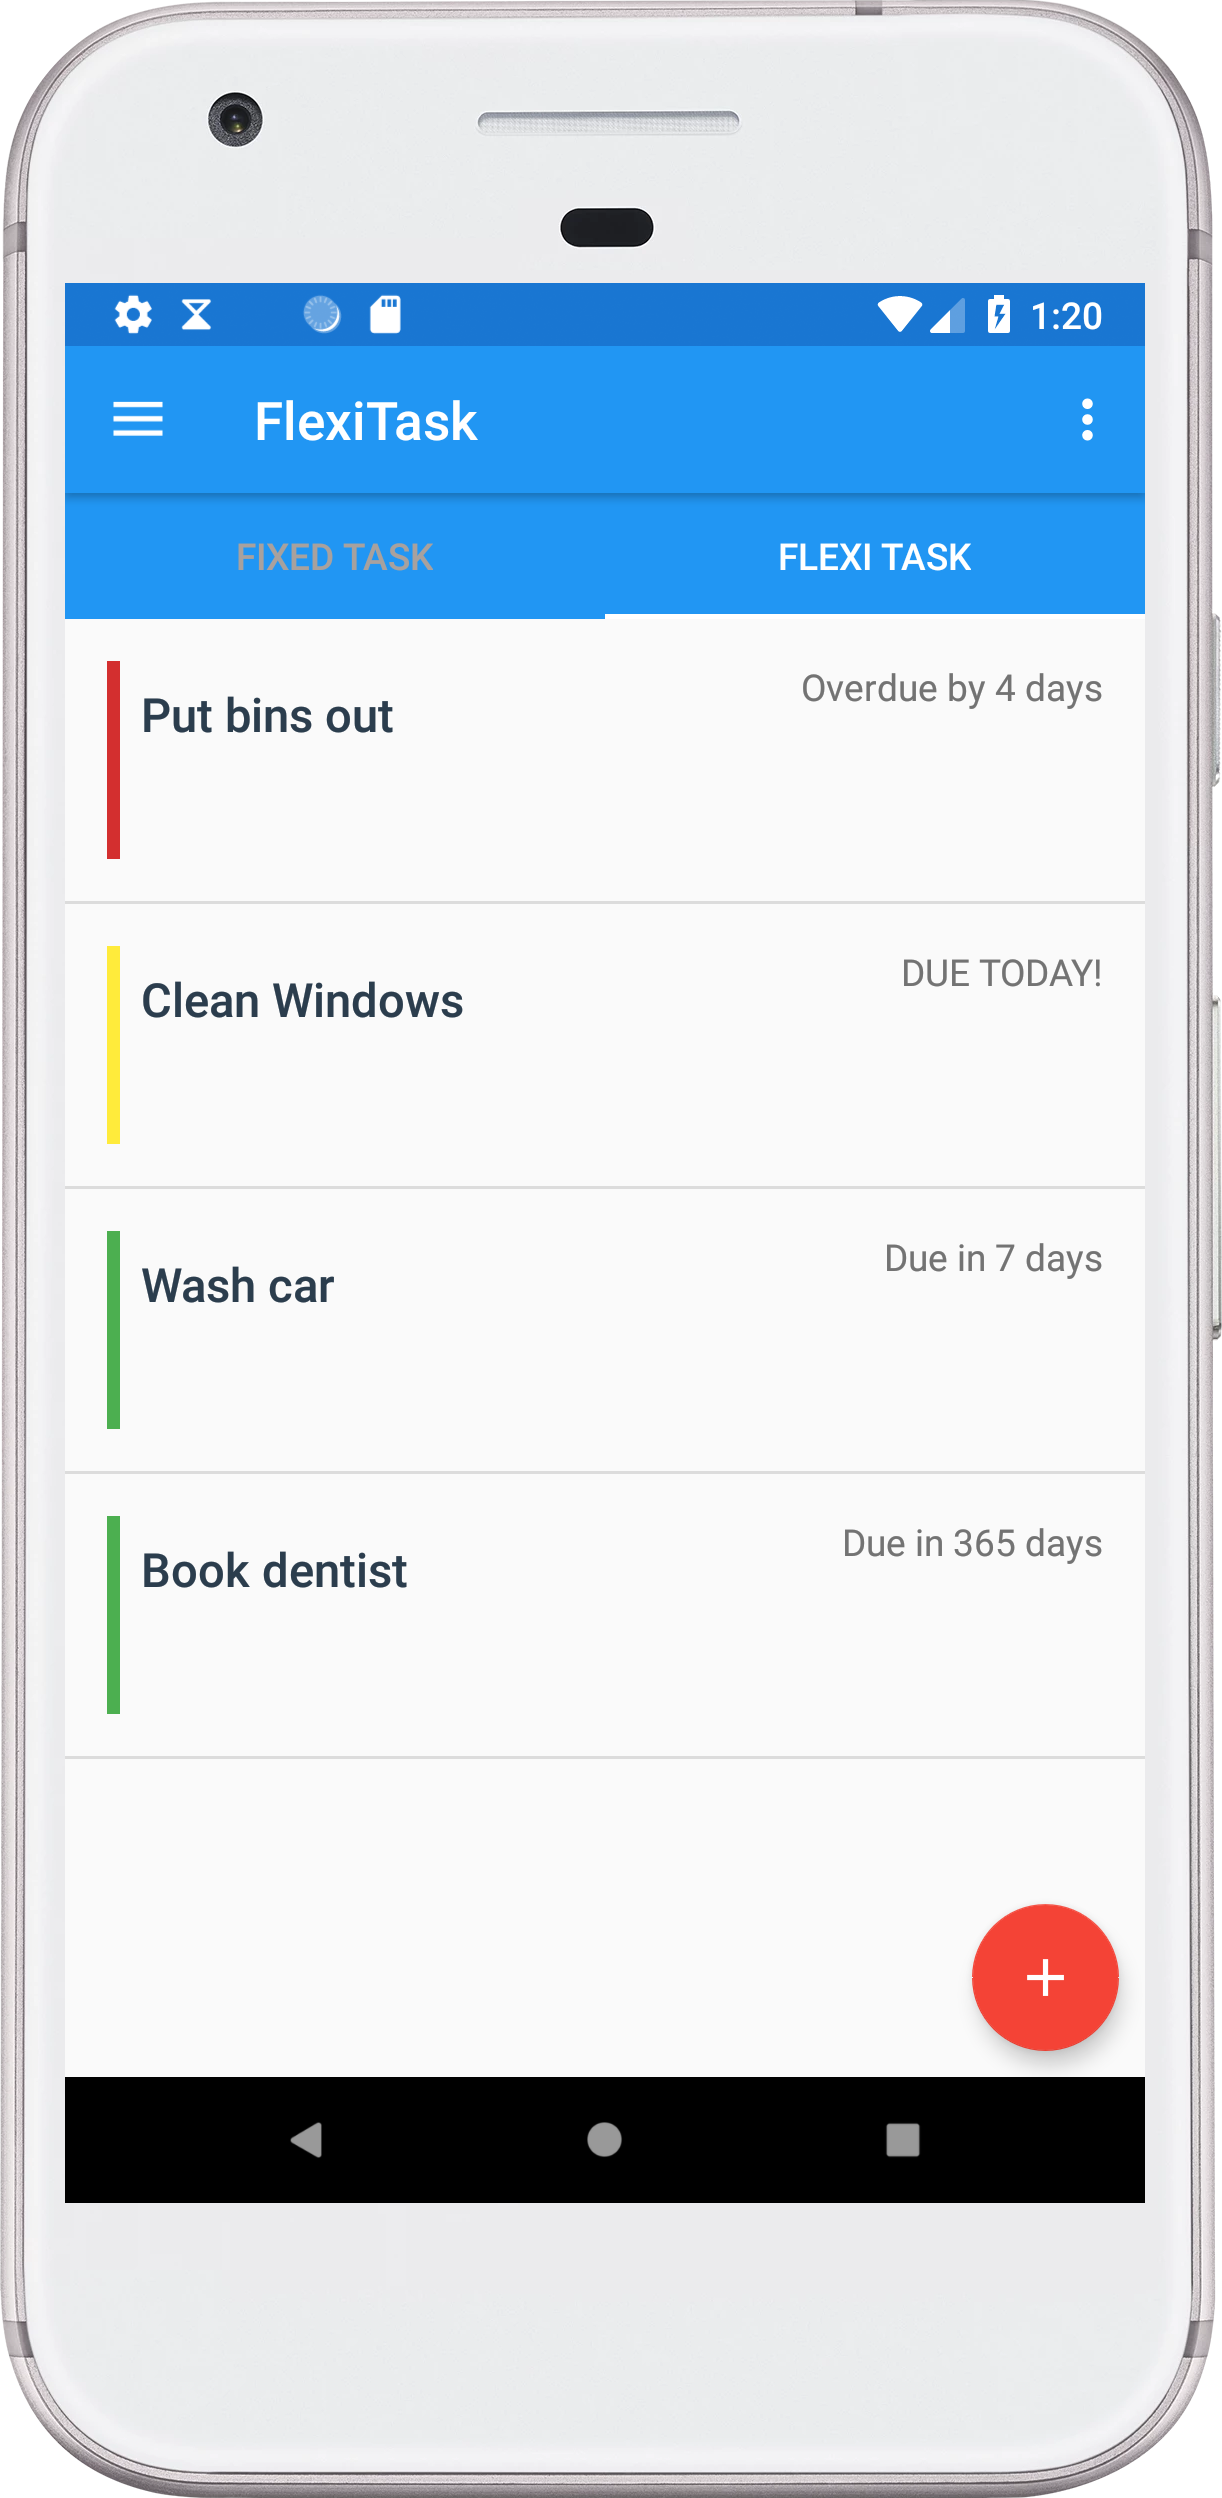 1:20
FlexiTask
FIXED TASK
FLEXI TASK
Put bins out
Overdue by 4 days
Clean Windows
DUE TODAY!
Wash car
Due in 7 days
Book dentist
Due in 365 days